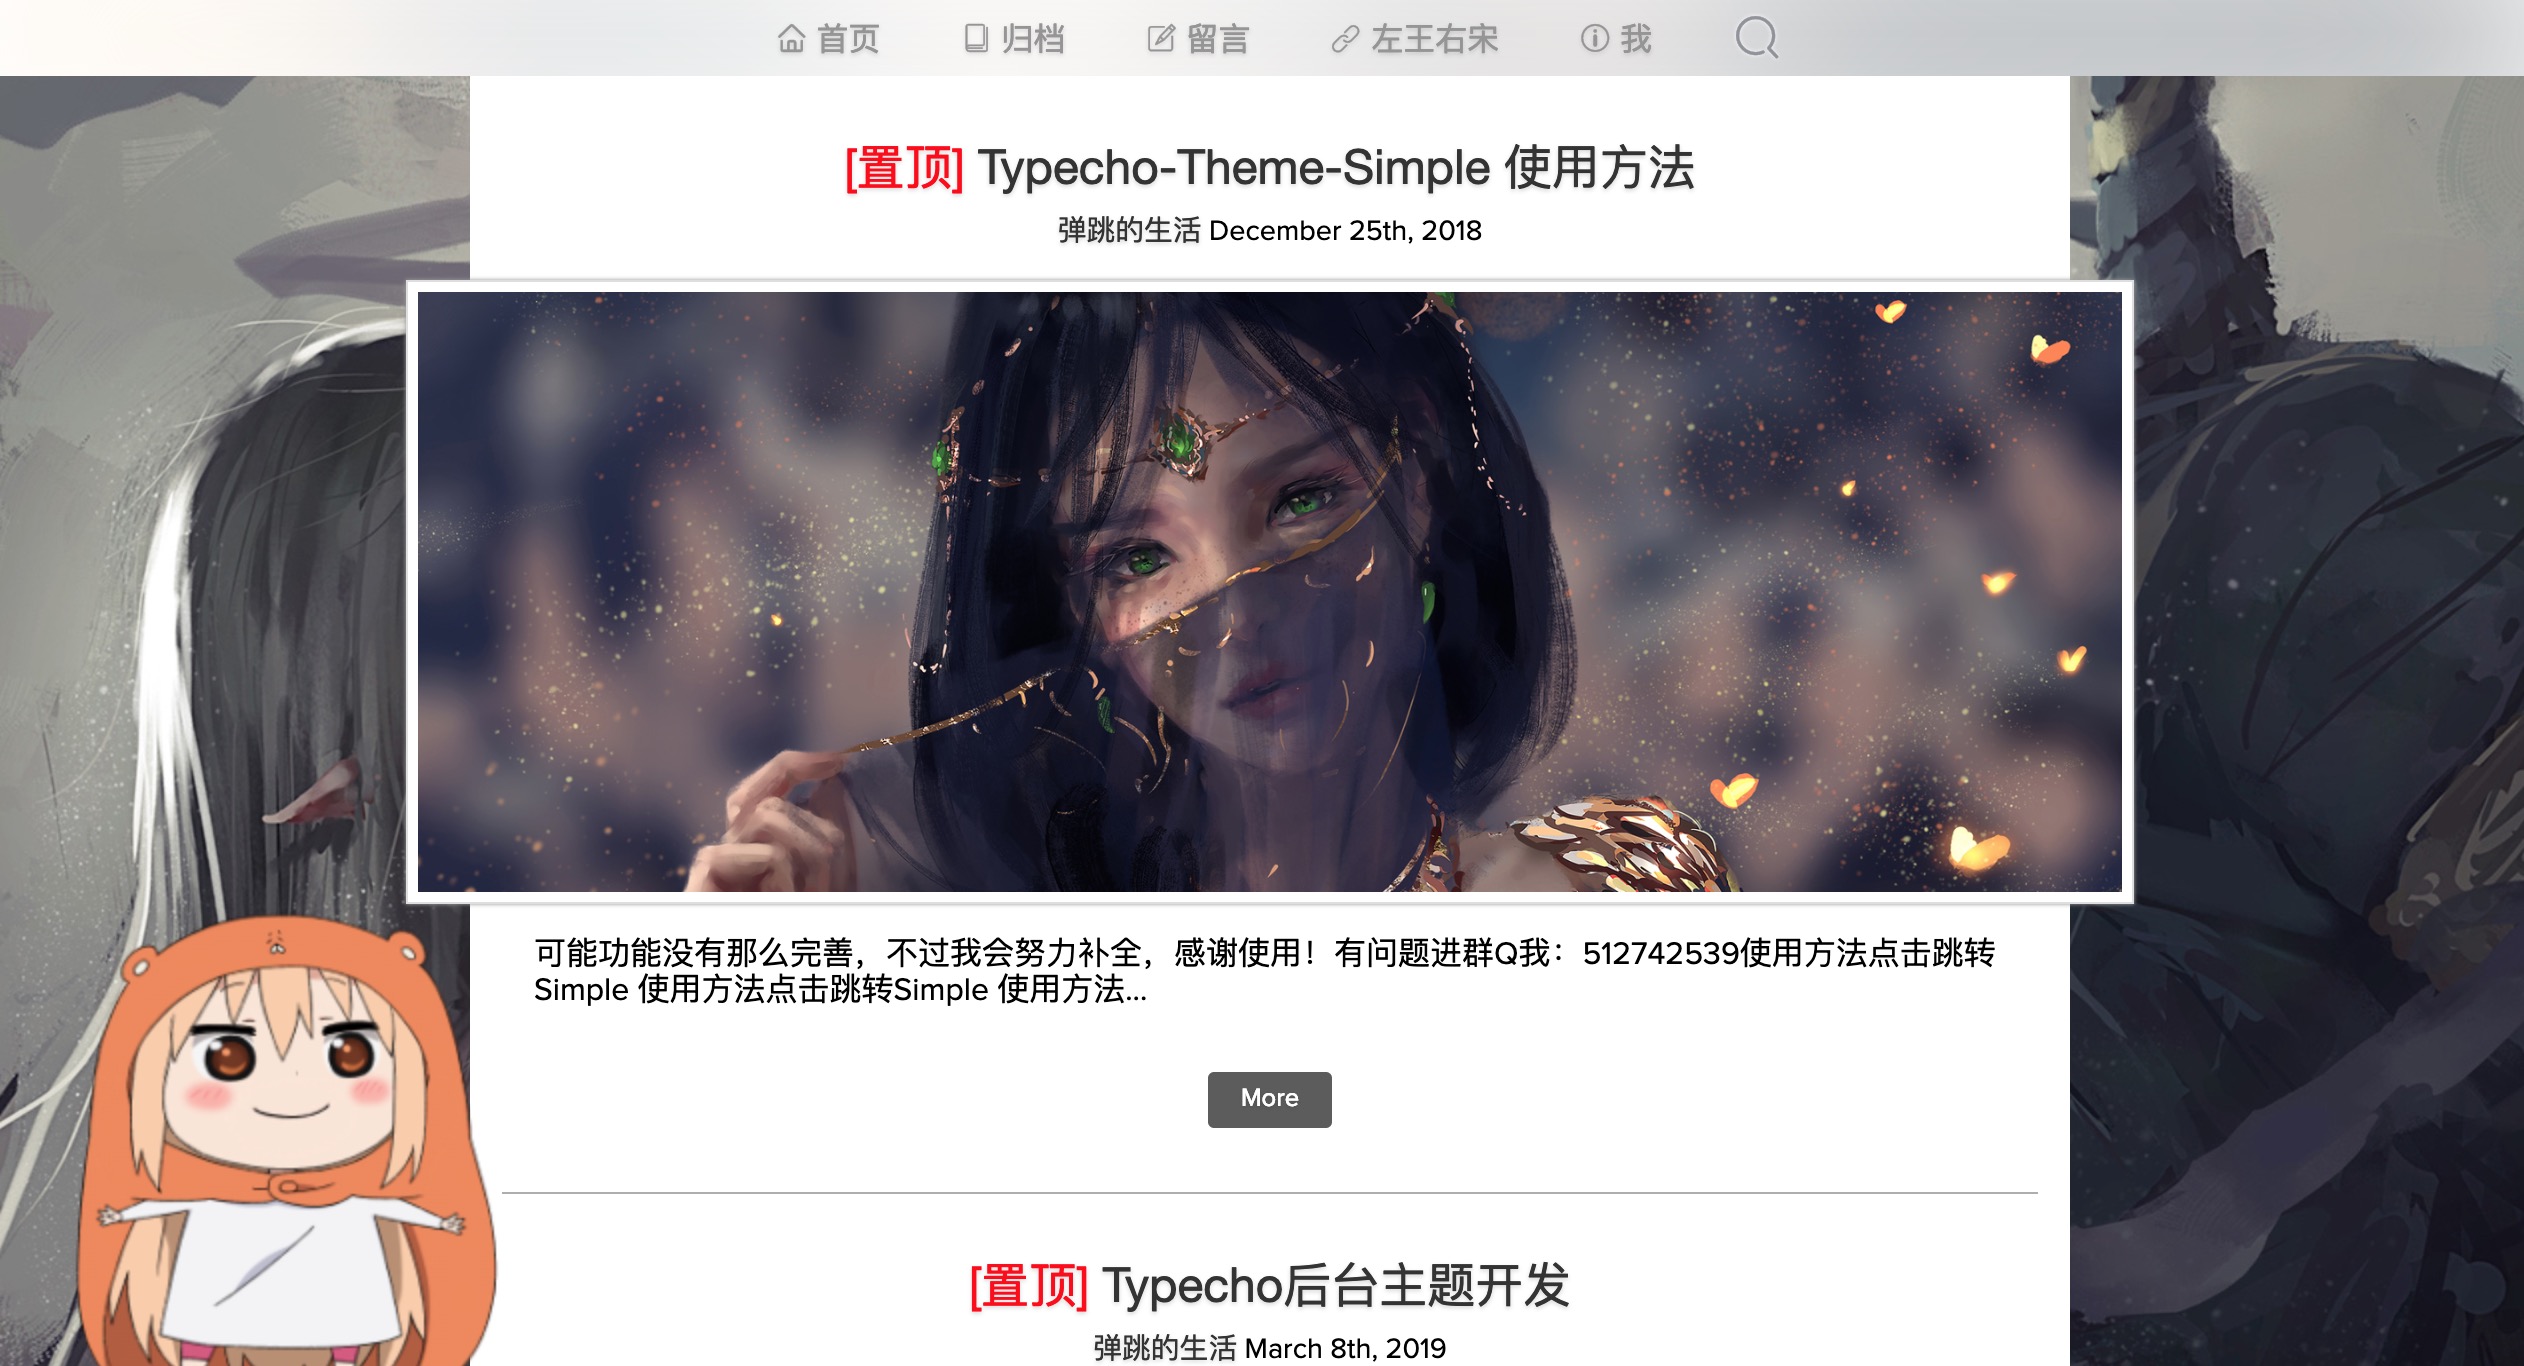 首页 归档 留言 左王右宋 我
[置顶] Typecho-Theme-Simple 使用方法
弹跳的生活 December 25th, 2018
可能功能没有那么完善，不过我会努力补全，感谢使用！有问题进群Q我：512742539使用方法点击跳转
Simple 使用方法点击跳转Simple 使用方法...
More
[置顶] Typecho后台主题开发
弹跳的生活 March 8th, 2019